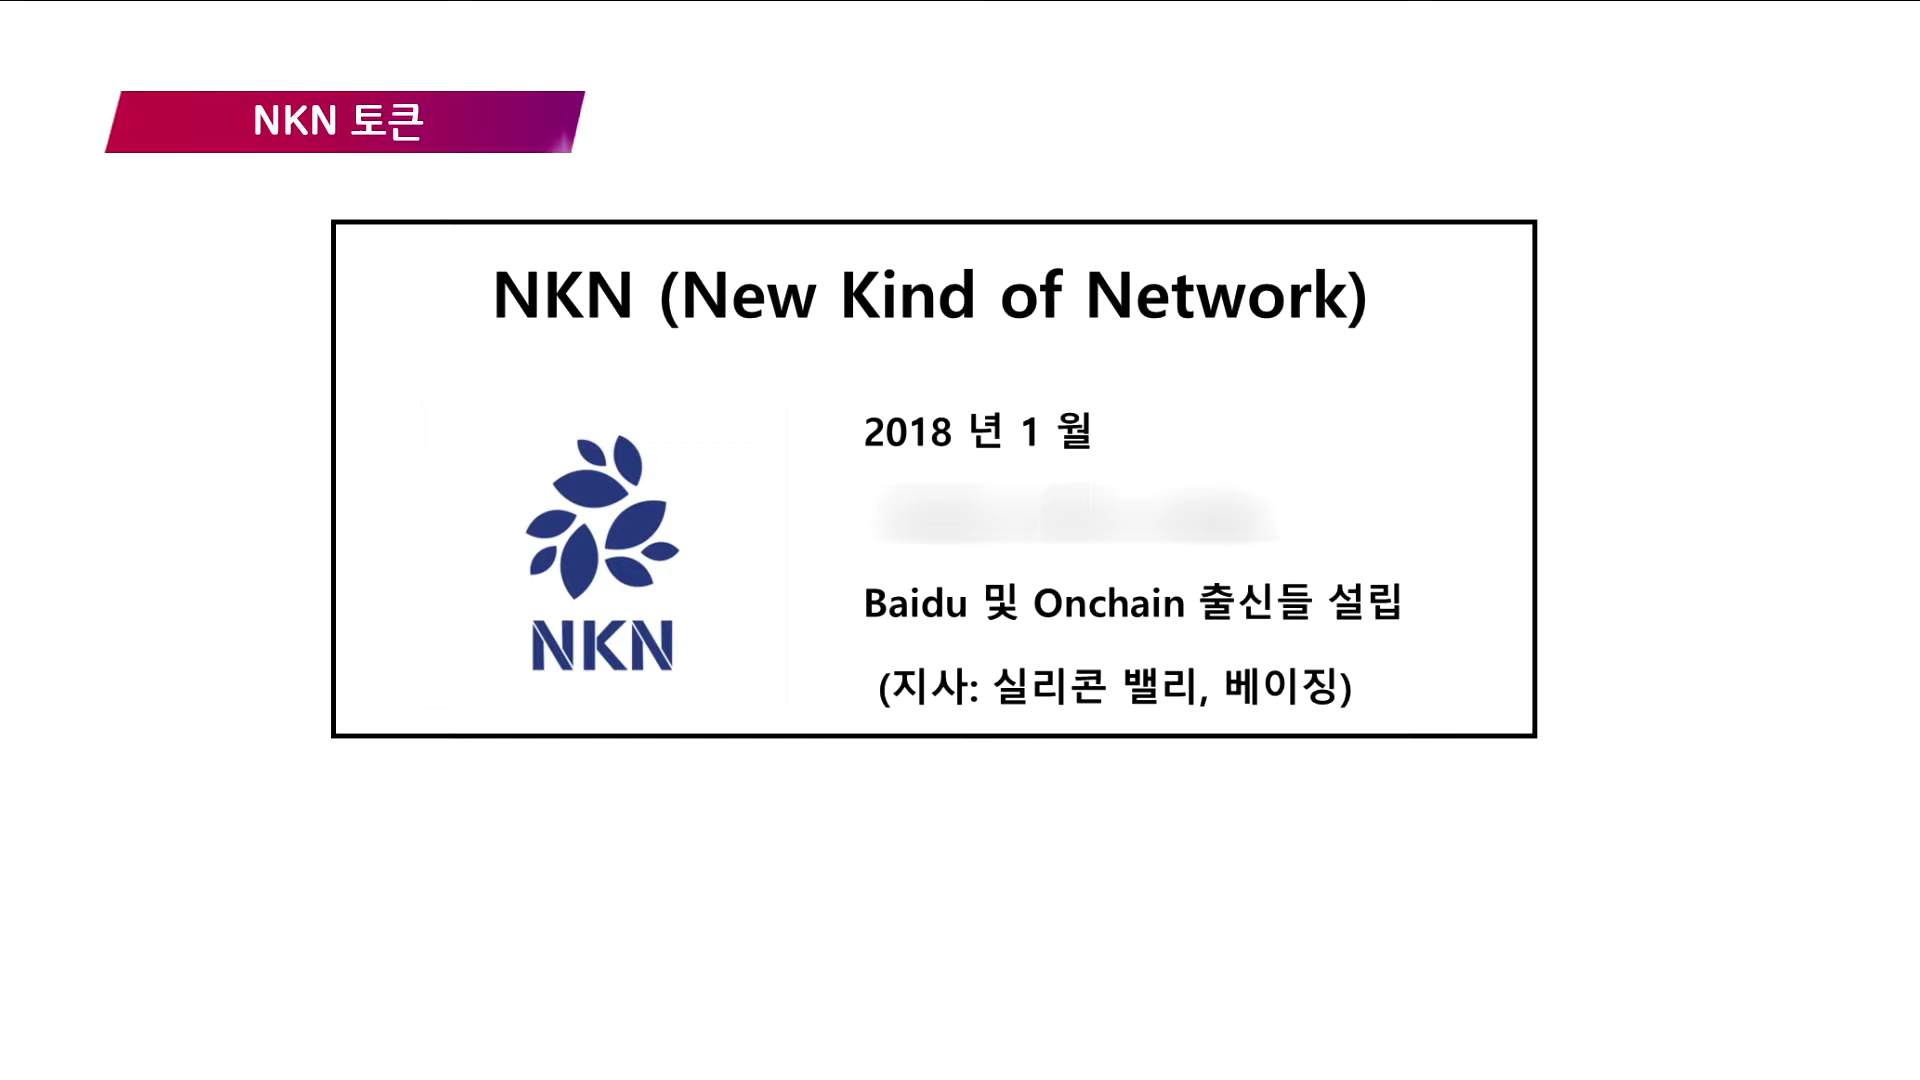 NKN 토큰
NKN (New Kind of Network)
2018 년 1 월
Baidu 및 Onchain 출신들 설립
(지사: 실리콘 밸리, 베이징)
NKN